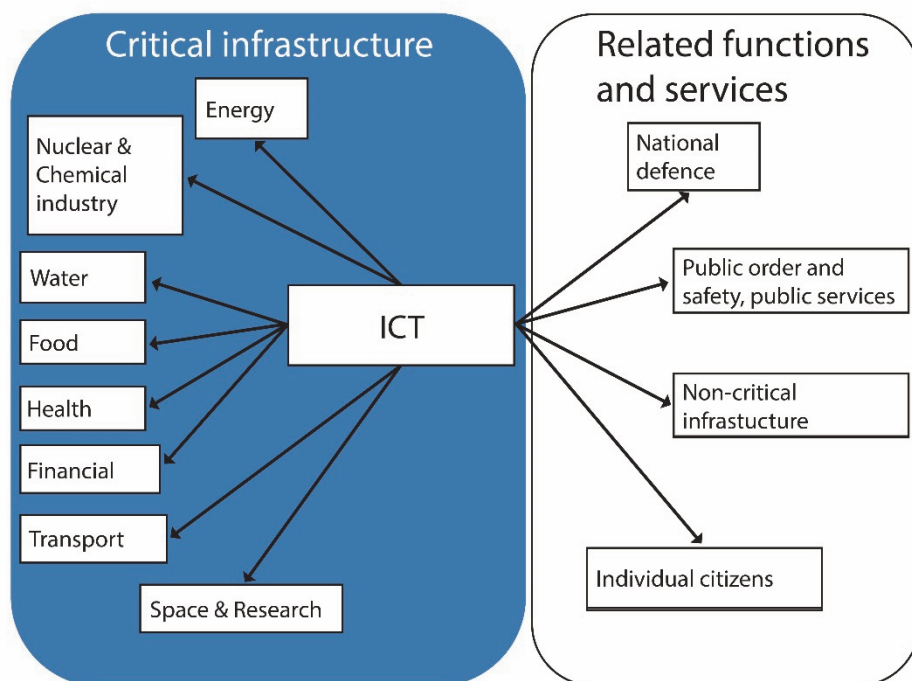 Critical infrastructure
Energy
Nuclear &
Chemical
industry
Water
Food
Health
Financial
Transport
Space & Research
ICT
Related functions
and services
National
defence
Public order and
safety, public services
Non-critical
infrastucture
Individual citizens